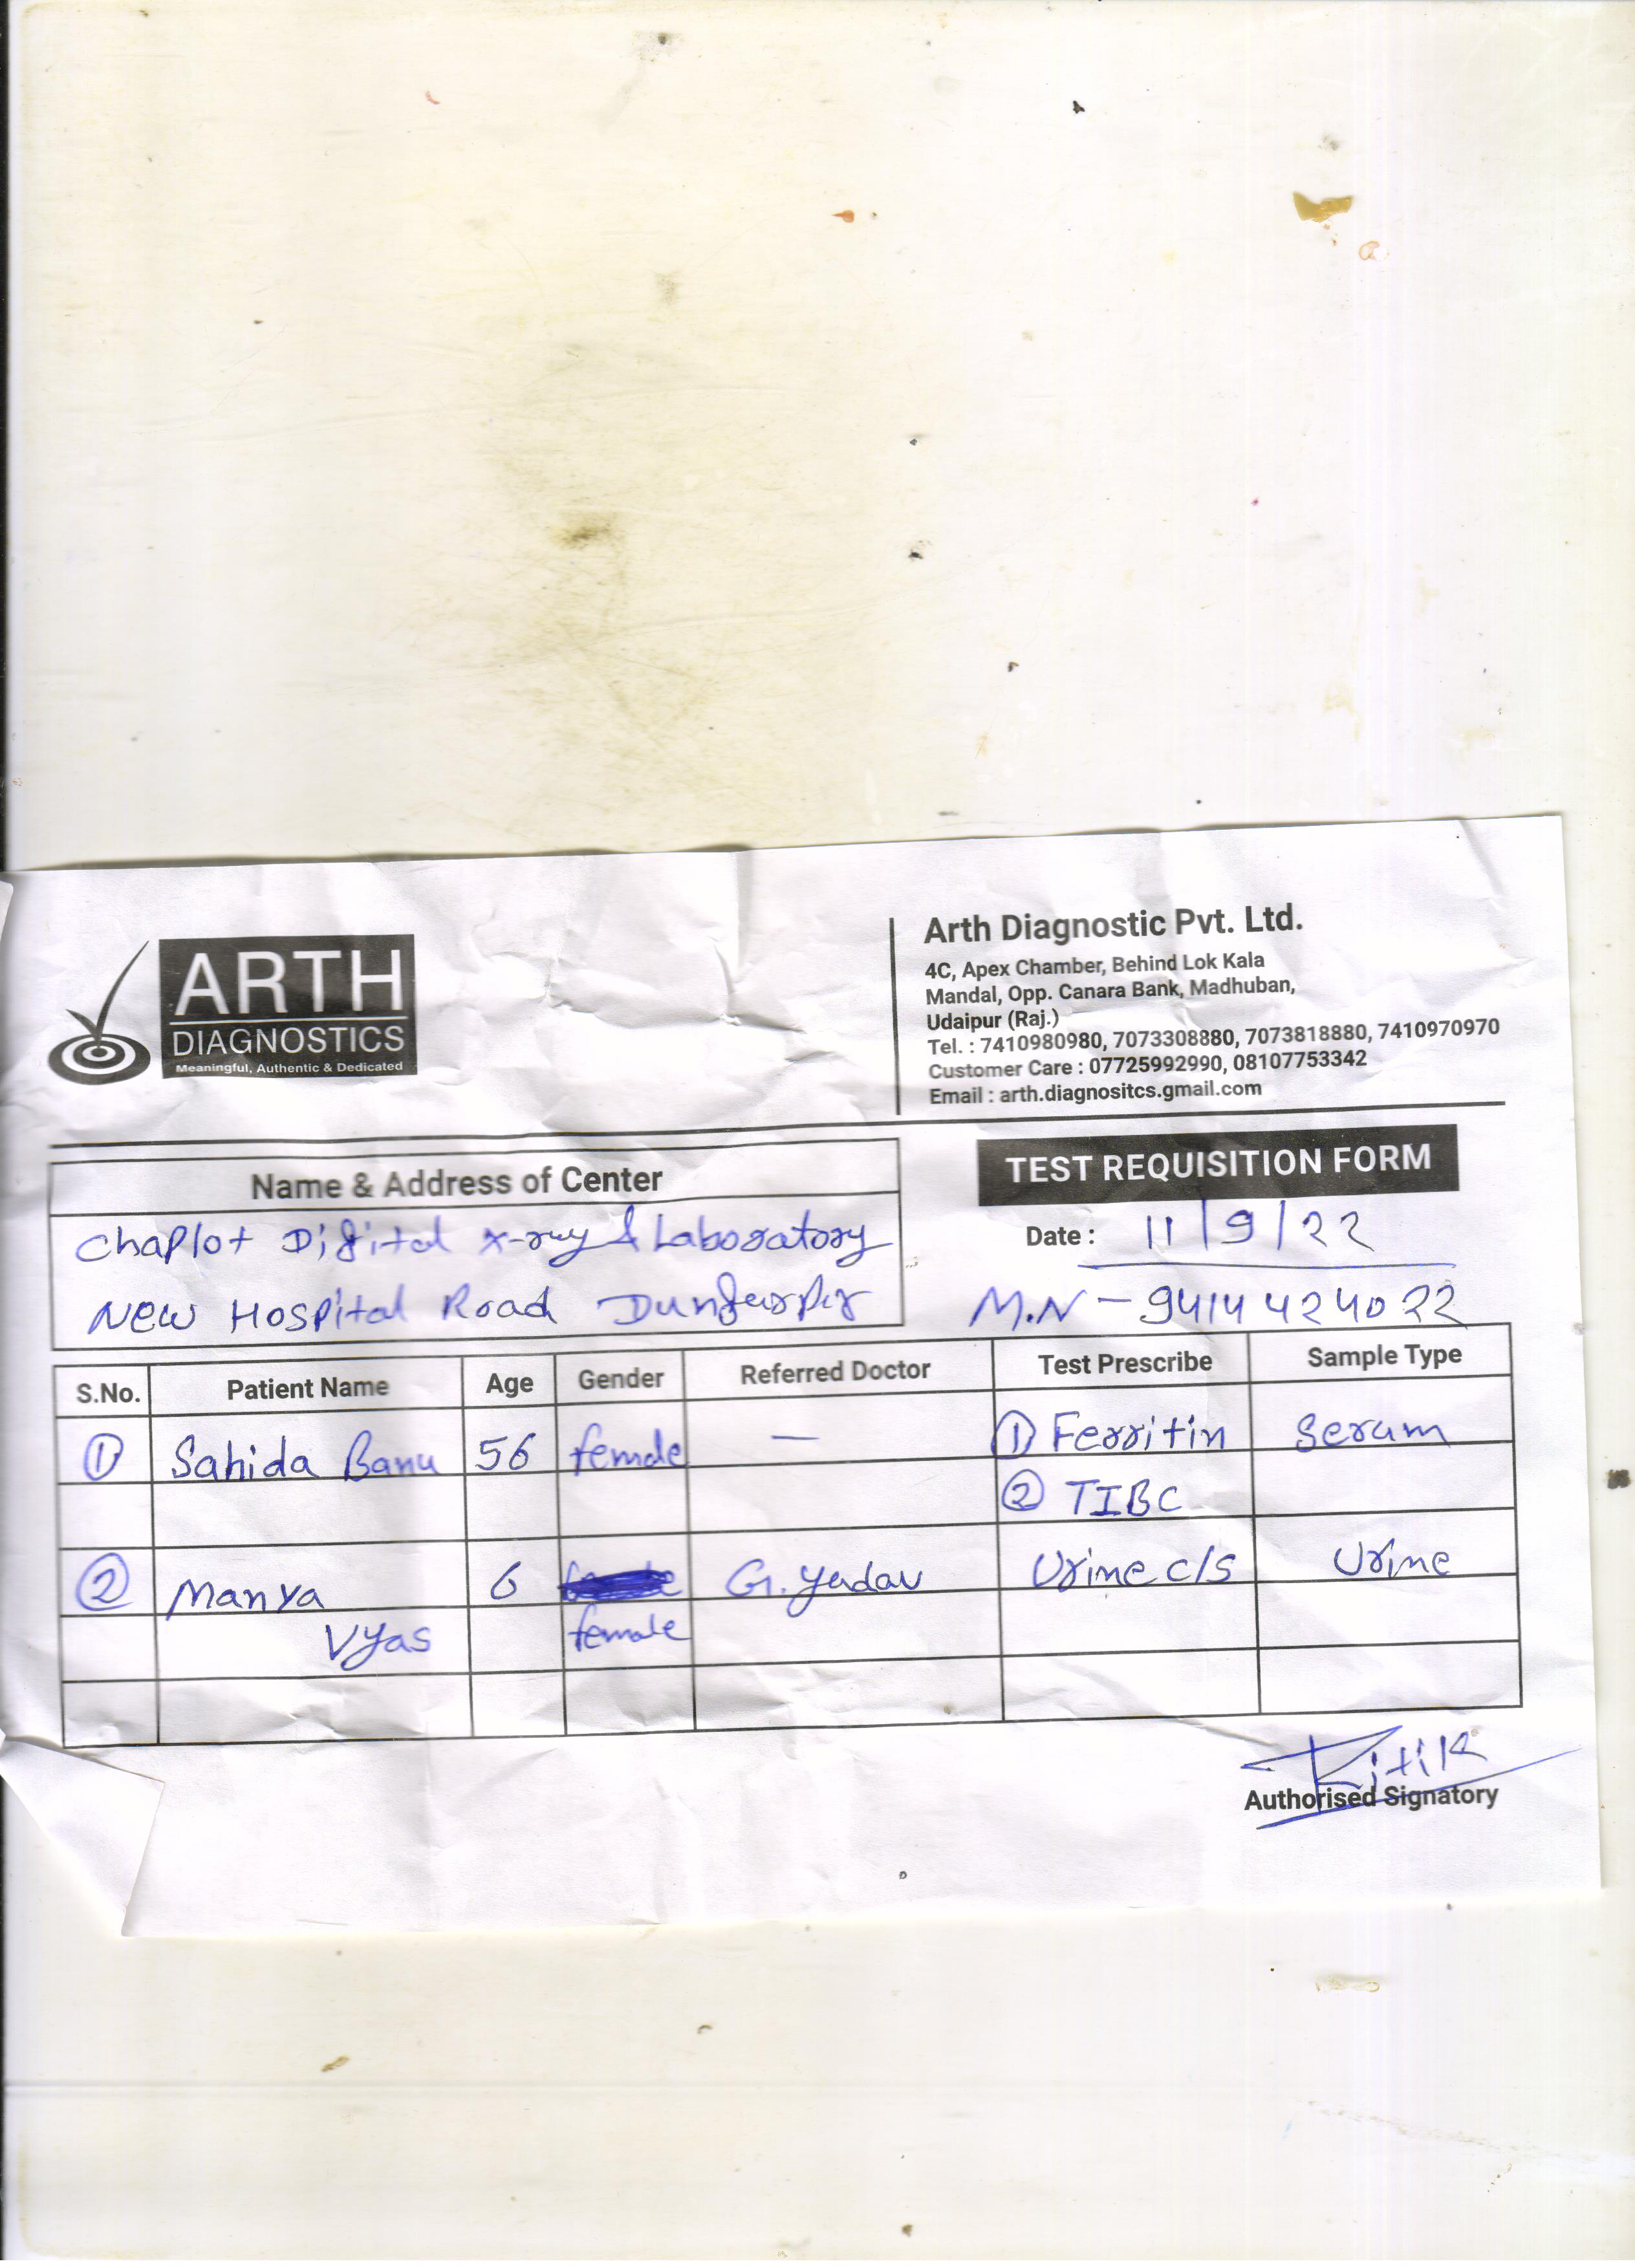 ARTH
DIAGNOSTICS
Meaningful, Authentic & Dedicated
Arth Diagnostic Pvt. Ltd.
4C, Apex Chamber, Behind Lok Kala
Mandal, Opp. Canara Bank, Madhuban,
Udaipur (Raj.)
Tel. : 7410980980, 7073308880, 7073818880, 7410970970
Customer Care : 07725992990, 08107753342
Email : arth.diagnositcs.gmail.com
Name & Address of Center
Chaplot Digital X-ray & Laboratory
New Hospital Road Dungurpur
TEST REQUISITION FORM
Date : 11/9/22
M.N - 9414424022
S.No. Patient Name Age Gender Referred Doctor Test Prescribe Sample Type
① Sahida Banu 56 female — ① Ferritin Serum
② TIBC
② Manya 6 G. Yadav Urine c/s Urine
Vyas female
Ritik
Authorised Signatory